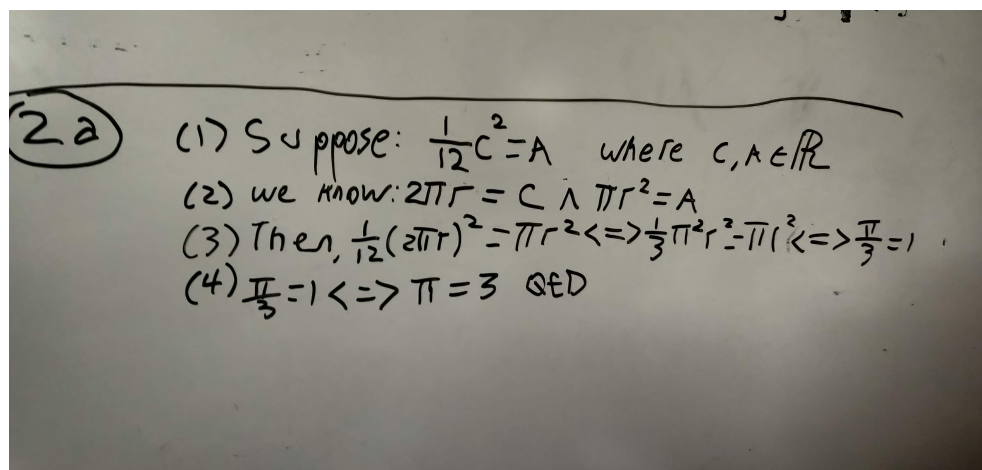 2a (1) Suppose: 1/12 C² = A where C, A ∈ ℝ
(2) we know: 2πr = C ∧ πr² = A
(3) Then, 1/12 (2πr)² = πr² <=> 1/3 π²r² = πr² <=> π/3 = 1
(4) π/3 = 1 <=> π = 3 QED